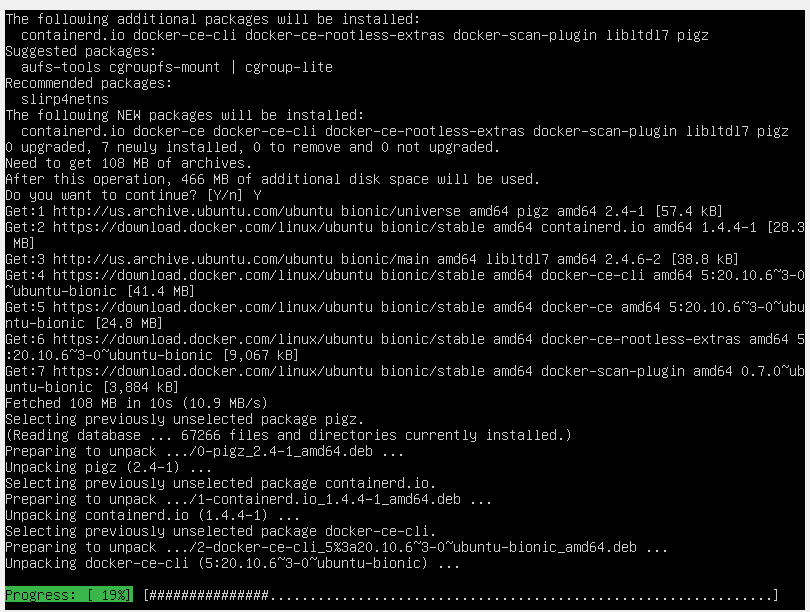 The following additional packages will be installed:
  containerd.io docker-ce-cli docker-ce-rootless-extras docker-scan-plugin libltdl7 pigz
Suggested packages:
  aufs-tools cgroupfs-mount | cgroup-lite
Recommended packages:
  slirp4netns
The following NEW packages will be installed:
  containerd.io docker-ce docker-ce-cli docker-ce-rootless-extras docker-scan-plugin libltdl7 pigz
0 upgraded, 7 newly installed, 0 to remove and 0 not upgraded.
Need to get 108 MB of archives.
After this operation, 466 MB of additional disk space will be used.
Do you want to continue? [Y/n] Y
Get:1 http://us.archive.ubuntu.com/ubuntu bionic/universe amd64 pigz amd64 2.4-1 [57.4 kB]
Get:2 https://download.docker.com/linux/ubuntu bionic/stable amd64 containerd.io amd64 1.4.4-1 [28.3
 MB]
Get:3 http://us.archive.ubuntu.com/ubuntu bionic/main amd64 libltdl7 amd64 2.4.6-2 [38.8 kB]
Get:4 https://download.docker.com/linux/ubuntu bionic/stable amd64 docker-ce-cli amd64 5:20.10.6~3-0
~ubuntu-bionic [41.4 MB]
Get:5 https://download.docker.com/linux/ubuntu bionic/stable amd64 docker-ce amd64 5:20.10.6~3-0~ubu
ntu-bionic [24.8 MB]
Get:6 https://download.docker.com/linux/ubuntu bionic/stable amd64 docker-ce-rootless-extras amd64 5
:20.10.6~3-0~ubuntu-bionic [9,067 kB]
Get:7 https://download.docker.com/linux/ubuntu bionic/stable amd64 docker-scan-plugin amd64 0.7.0~ub
untu-bionic [3,884 kB]
Fetched 108 MB in 10s (10.9 MB/s)
Selecting previously unselected package pigz.
(Reading database ... 67266 files and directories currently installed.)
Preparing to unpack .../0-pigz_2.4-1_amd64.deb ...
Unpacking pigz (2.4-1) ...
Selecting previously unselected package containerd.io.
Preparing to unpack .../1-containerd.io_1.4.4-1_amd64.deb ...
Unpacking containerd.io (1.4.4-1) ...
Selecting previously unselected package docker-ce-cli.
Preparing to unpack .../2-docker-ce-cli_5%3a20.10.6~3-0~ubuntu-bionic_amd64.deb ...
Unpacking docker-ce-cli (5:20.10.6~3-0~ubuntu-bionic) ...
Progress: [ 19%] [###############...............................................................]